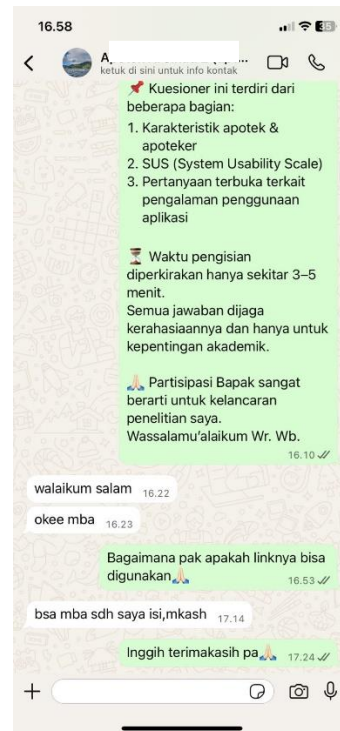 16.58
35
A
...
ketuk di sini untuk info kontak
📌 Kuesioner ini terdiri dari
beberapa bagian:
1. Karakteristik apotek &
apoteker
2. SUS (System Usability Scale)
3. Pertanyaan terbuka terkait
pengalaman penggunaan
aplikasi
⏳ Waktu pengisian
diperkirakan hanya sekitar 3–5
menit.
Semua jawaban dijaga
kerahasiaannya dan hanya untuk
kepentingan akademik.
🙏🏻 Partisipasi Bapak sangat
berarti untuk kelancaran
penelitian saya.
Wassalamu'alaikum Wr. Wb.
16.10
walaikum salam 16.22
okee mba 16.23
Bagaimana pak apakah linknya bisa
digunakan🙏🏻 16.53
bsa mba sdh saya isi,mkash 17.14
Inggih terimakasih pa🙏🏻 17.24